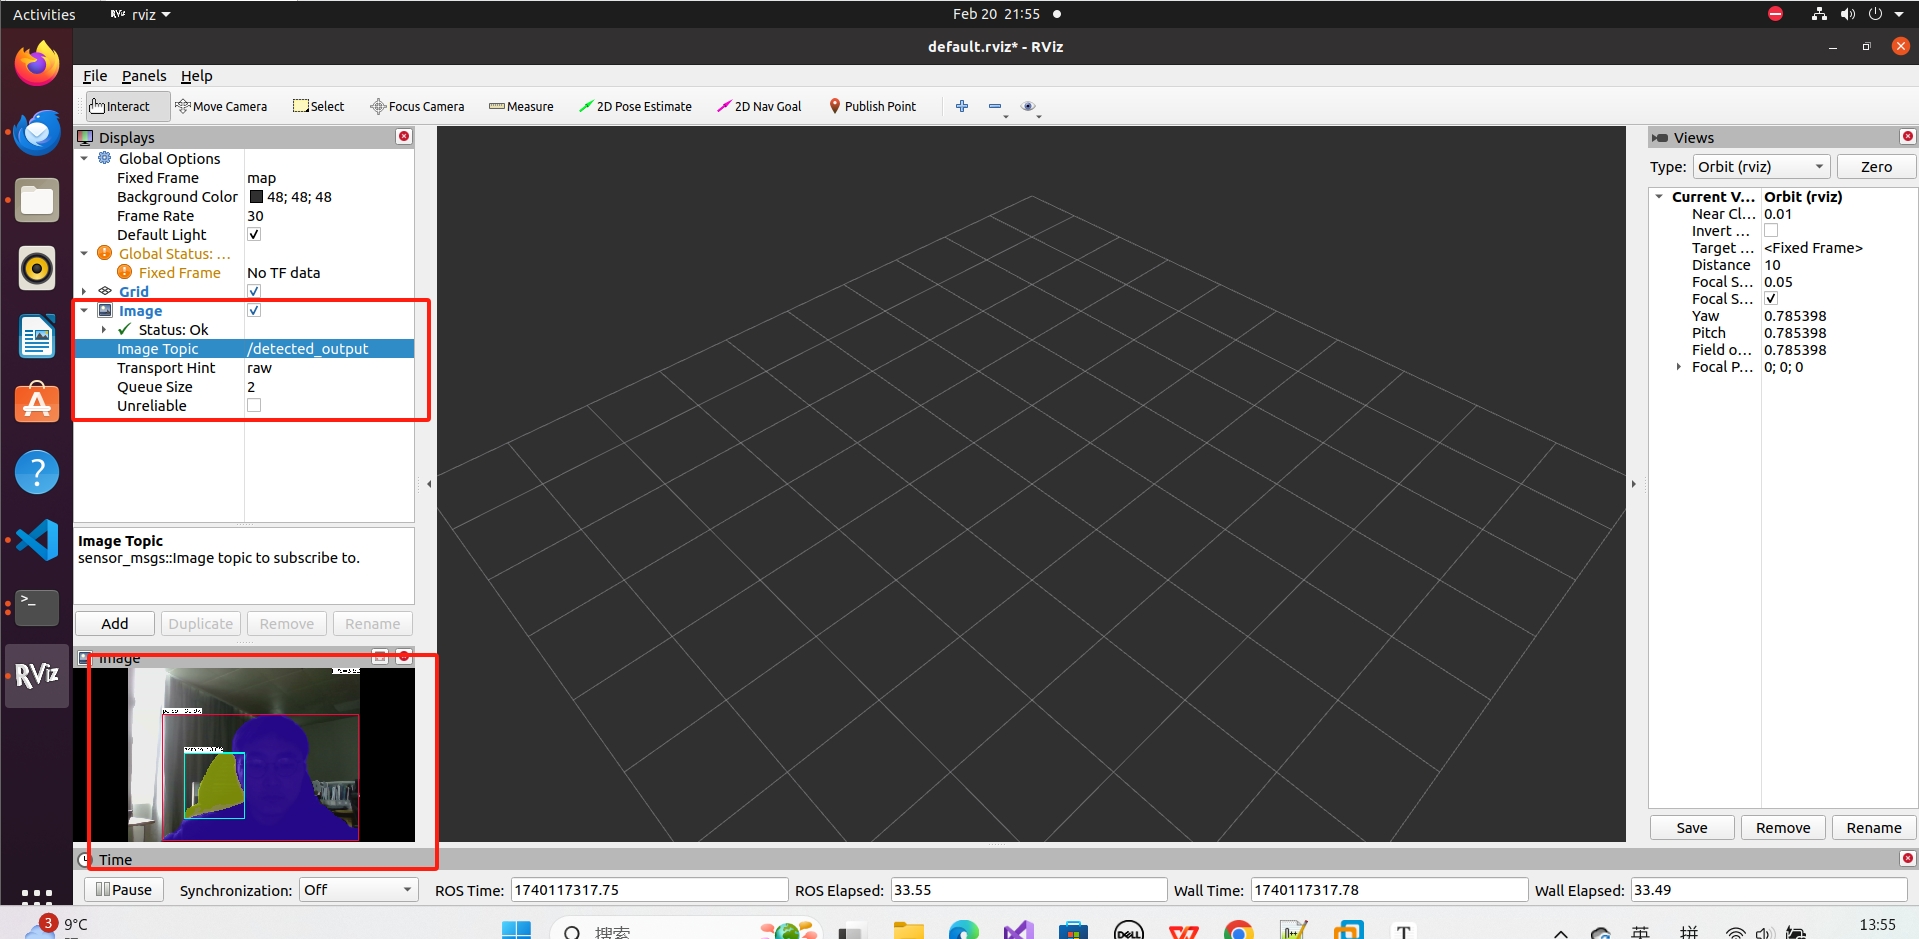 Activities RViz rviz Feb 20 21:55
default.rviz* - RViz
File Panels Help
Interact Move Camera Select Focus Camera Measure 2D Pose Estimate 2D Nav Goal Publish Point
Displays
Global Options
Fixed Frame map
Background Color 48; 48; 48
Frame Rate 30
Default Light
Global Status: ...
Fixed Frame No TF data
Grid
Image
Status: Ok
Image Topic /detected_output
Transport Hint raw
Queue Size 2
Unreliable
Image Topic
sensor_msgs::Image topic to subscribe to.
Add Duplicate Remove Rename
Image
Views
Type: Orbit (rviz) Zero
Current V... Orbit (rviz)
Near Cl... 0.01
Invert ...
Target ... <Fixed Frame>
Distance 10
Focal S... 0.05
Focal S...
Yaw 0.785398
Pitch 0.785398
Field o... 0.785398
Focal P... 0; 0; 0
Save Remove Rename
RViz
Time
Pause Synchronization: Off ROS Time: 1740117317.75 ROS Elapsed: 33.55 Wall Time: 1740117317.78 Wall Elapsed: 33.49
3 9°C 搜索 DELL T 英 拼 13:55